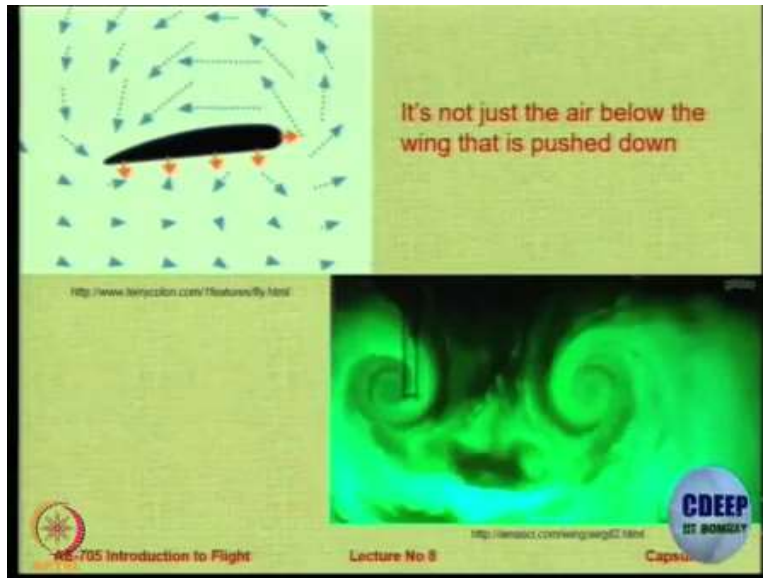 It's not just the air below the
wing that is pushed down
CDEEP
IIT BOMBAY
AE-705 Introduction to Flight
Lecture No 8